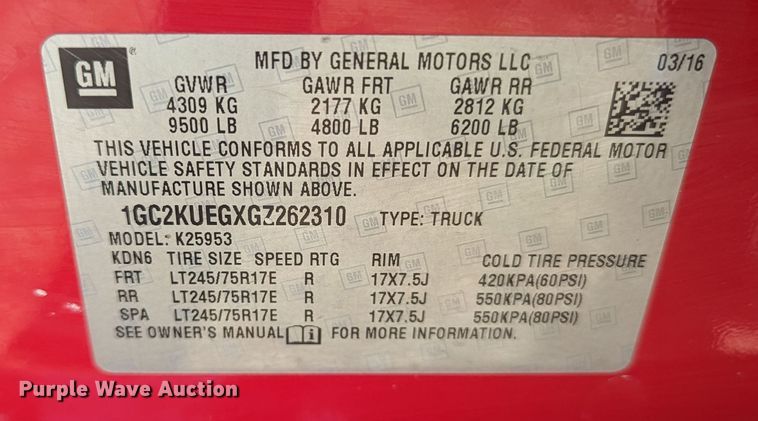 GM MFD BY GENERAL MOTORS LLC 03/16
GVWR GAWR FRT GAWR RR
4309 KG 2177 KG 2812 KG
9500 LB 4800 LB 6200 LB
THIS VEHICLE CONFORMS TO ALL APPLICABLE U.S. FEDERAL MOTOR
VEHICLE SAFETY STANDARDS IN EFFECT ON THE DATE OF
MANUFACTURE SHOWN ABOVE.
1GC2KUEGXGZ262310 TYPE: TRUCK
MODEL: K25953
KDN6 TIRE SIZE SPEED RTG RIM COLD TIRE PRESSURE
FRT LT245/75R17E R 17X7.5J 420KPA(60PSI)
RR LT245/75R17E R 17X7.5J 550KPA(80PSI)
SPA LT245/75R17E R 17X7.5J 550KPA(80PSI)
SEE OWNER'S MANUAL FOR MORE INFORMATION.
Purple Wave Auction